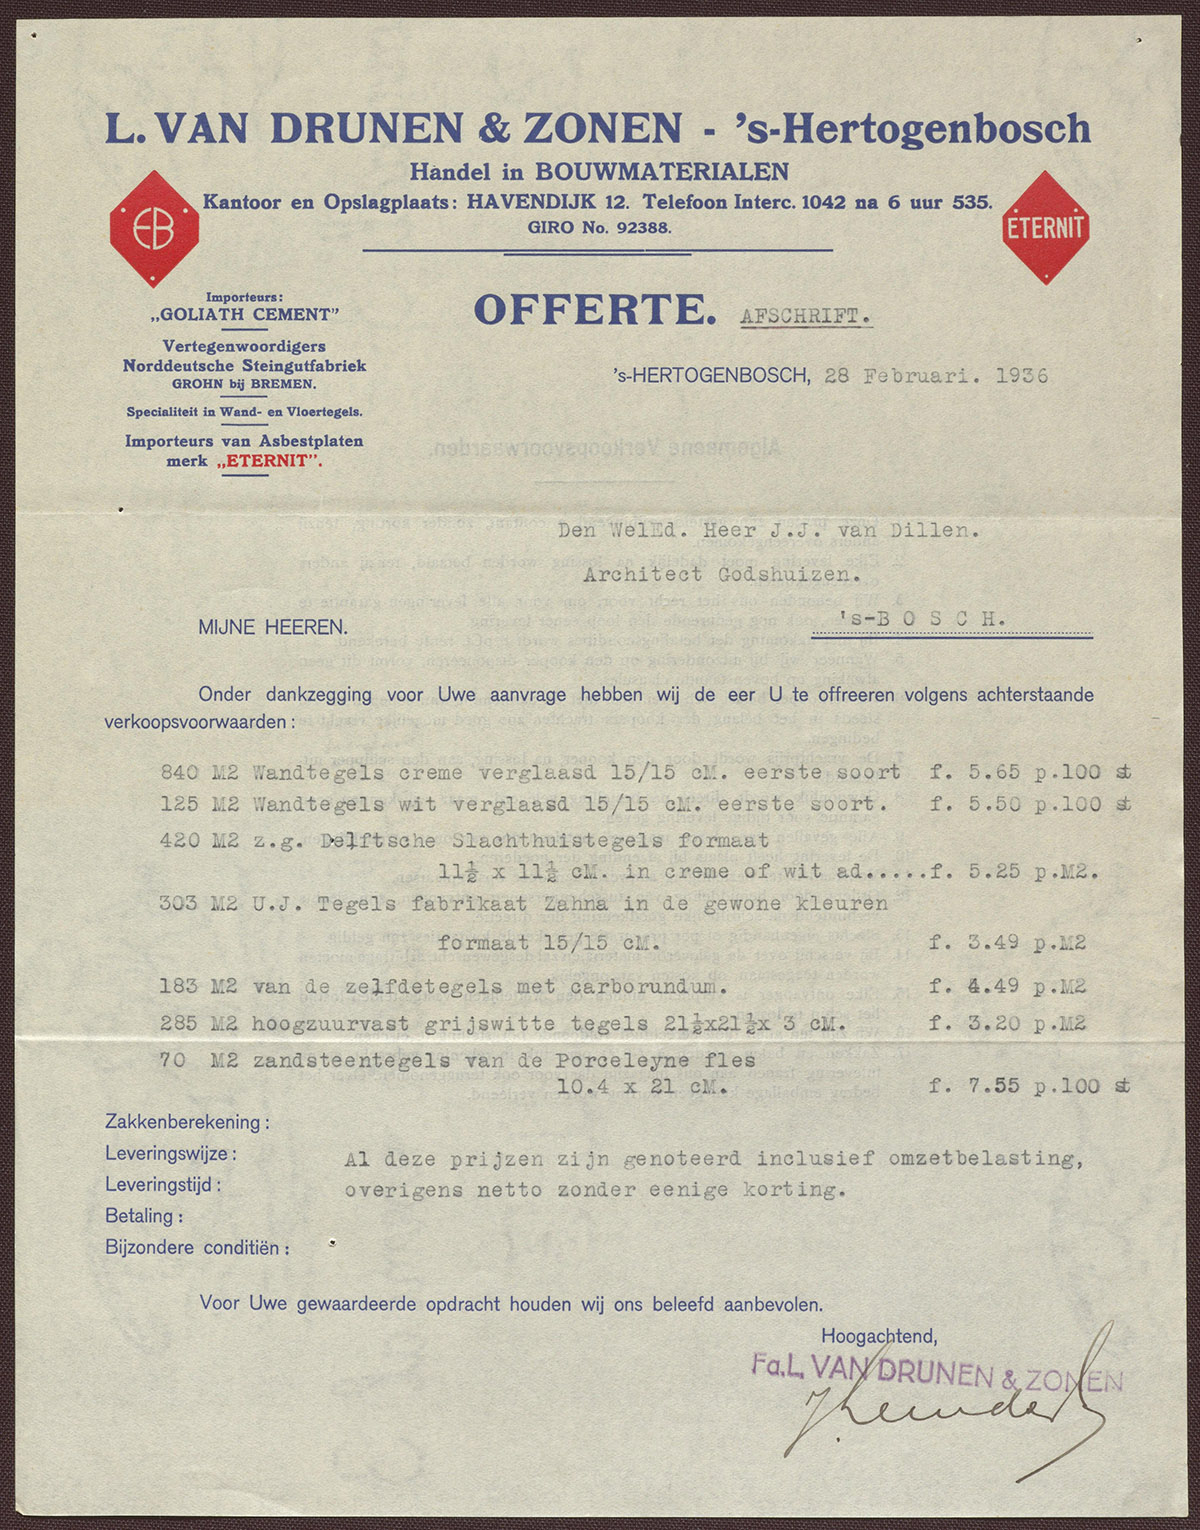 L. VAN DRUNEN & ZONEN - 's-Hertogenbosch
Handel in BOUWMATERIALEN
Kantoor en Opslagplaats: HAVENDIJK 12. Telefoon Interc. 1042 na 6 uur 535.
GIRO No. 92388.
EB
ETERNIT
Importeurs:
„GOLIATH CEMENT”
Vertegenwoordigers
Norddeutsche Steingutfabriek
GROHN bij BREMEN.
Specialiteit in Wand- en Vloertegels.
Importeurs van Asbestplaten
merk „ETERNIT”.
OFFERTE. AFSCHRIFT.
's-HERTOGENBOSCH, 28 Februari. 1936
Den WelEd. Heer J.J. van Dillen.
Architect Godshuizen.
's-B O S C H.
MIJNE HEEREN.
Onder dankzegging voor Uwe aanvrage hebben wij de eer U te offreeren volgens achterstaande
verkoopsvoorwaarden:
840 M2 Wandtegels creme verglaasd 15/15 cM. eerste soort f. 5.65 p.100 st
125 M2 Wandtegels wit verglaasd 15/15 cM. eerste soort. f. 5.50 p.100 st
420 M2 z.g. Delftsche Slachthuistegels formaat
11½ x 11½ cM. in creme of wit ad.....f. 5.25 p.M2.
303 M2 U.J. Tegels fabrikaat Zahna in de gewone kleuren
formaat 15/15 cM. f. 3.49 p.M2
183 M2 van de zelfdetegels met carborundum. f. 4.49 p.M2
285 M2 hoogzuurvast grijswitte tegels 21½x21½x 3 cM. f. 3.20 p.M2
70 M2 zandsteentegels van de Porceleyne fles
10.4 x 21 cM. f. 7.55 p.100 st
Zakkenberekening:
Leveringswijze:
Al deze prijzen zijn genoteerd inclusief omzetbelasting,
Leveringstijd:
overigens netto zonder eenige korting.
Betaling:
Bijzondere conditiën:
Voor Uwe gewaardeerde opdracht houden wij ons beleefd aanbevolen.
Hoogachtend,
Fa. L. VAN DRUNEN & ZONEN